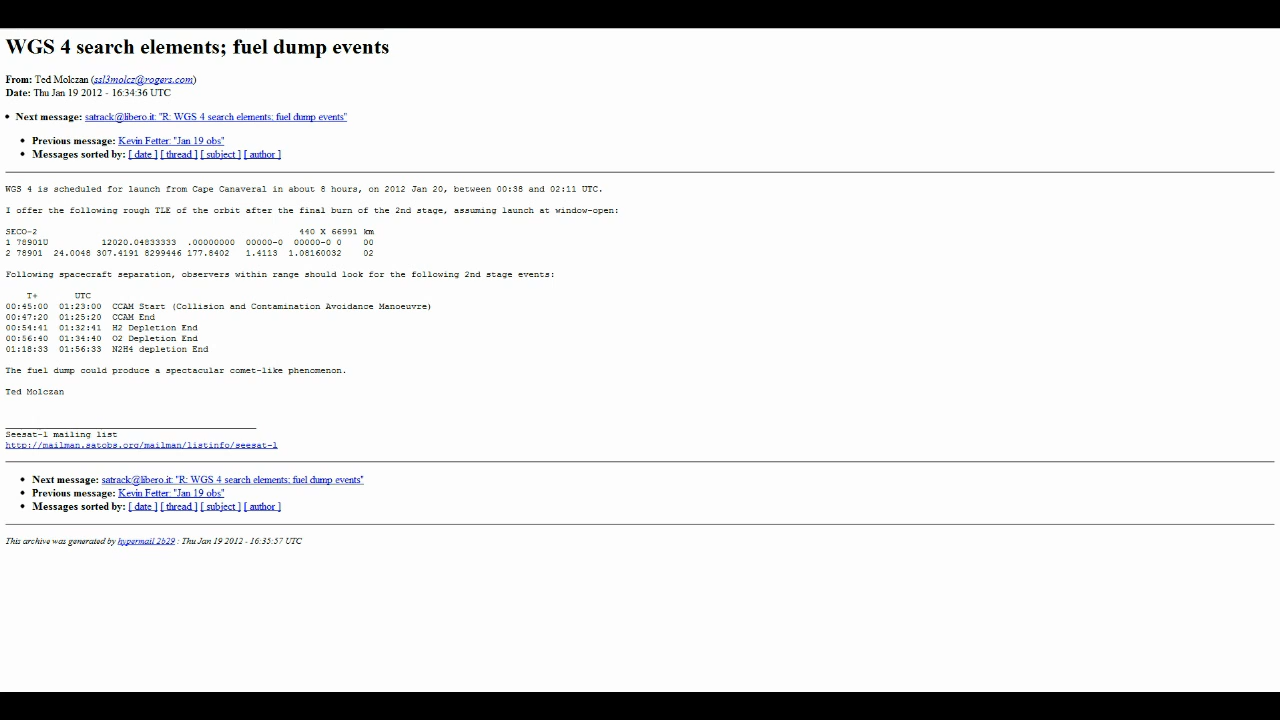 WGS 4 search elements; fuel dump events
From: Ted Molczan (ssl3molcz@rogers.com)
Date: Thu Jan 19 2012 - 16:34:36 UTC
• Next message: satrack@libero.it: "R: WGS 4 search elements; fuel dump events"
• Previous message: Kevin Fetter: "Jan 19 obs"
• Messages sorted by: [ date ] [ thread ] [ subject ] [ author ]
WGS 4 is scheduled for launch from Cape Canaveral in about 8 hours, on 2012 Jan 20, between 00:38 and 02:11 UTC.
I offer the following rough TLE of the orbit after the final burn of the 2nd stage, assuming launch at window-open:
SECO-2 440 X 66991 km
1 78901U 12020.04833333 .00000000 00000-0 00000-0 0 00
2 78901 24.0048 307.4191 8299446 177.8402 1.4113 1.08160032 02
Following spacecraft separation, observers within range should look for the following 2nd stage events:
T+ UTC
00:45:00 01:23:00 CCAM Start (Collision and Contamination Avoidance Manoeuvre)
00:47:20 01:25:20 CCAM End
00:54:41 01:32:41 H2 Depletion End
00:56:40 01:34:40 O2 Depletion End
01:18:33 01:56:33 N2H4 depletion End
The fuel dump could produce a spectacular comet-like phenomenon.
Ted Molczan
Seesat-l mailing list
http://mailman.satobs.org/mailman/listinfo/seesat-l
• Next message: satrack@libero.it: "R: WGS 4 search elements; fuel dump events"
• Previous message: Kevin Fetter: "Jan 19 obs"
• Messages sorted by: [ date ] [ thread ] [ subject ] [ author ]
This archive was generated by hypermail 2b29 : Thu Jan 19 2012 - 16:35:57 UTC